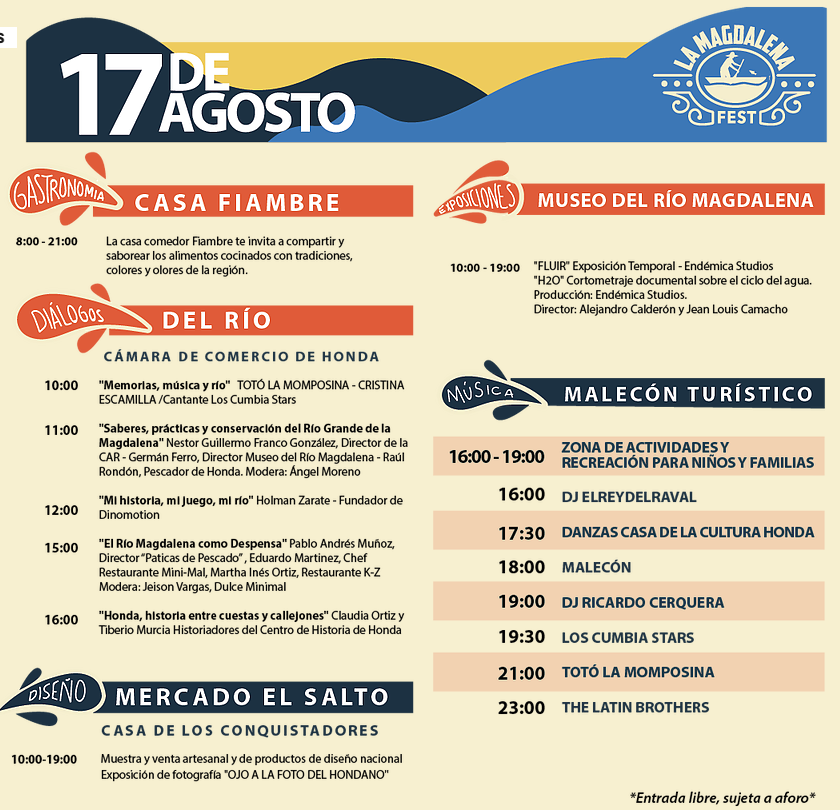 s
17 DE
AGOSTO
LA MAGDALENA
FEST
GASTRONOMIA
CASA FIAMBRE
8:00 - 21:00 La casa comedor Fiambre te invita a compartir y
saborear los alimentos cocinados con tradiciones,
colores y olores de la región.
DIÁLOGOS
DEL RÍO
CÁMARA DE COMERCIO DE HONDA
10:00 "Memorias, música y río" TOTÓ LA MOMPOSINA - CRISTINA
ESCAMILLA /Cantante Los Cumbia Stars
11:00 "Saberes, prácticas y conservación del Río Grande de la
Magdalena" Nestor Guillermo Franco González, Director de la
CAR - Germán Ferro, Director Museo del Río Magdalena - Raúl
Rondón, Pescador de Honda. Modera: Ángel Moreno
12:00 "Mi historia, mi juego, mi río" Holman Zarate - Fundador de
Dinomotion
15:00 "El Río Magdalena como Despensa" Pablo Andrés Muñoz,
Director “Paticas de Pescado” , Eduardo Martinez, Chef
Restaurante Mini-Mal, Martha Inés Ortiz, Restaurante K-Z
Modera: Jeison Vargas, Dulce Minimal
16:00 "Honda, historia entre cuestas y callejones" Claudia Ortiz y
Tiberio Murcia Historiadores del Centro de Historia de Honda
DISEÑO
MERCADO EL SALTO
CASA DE LOS CONQUISTADORES
10:00-19:00 Muestra y venta artesanal y de productos de diseño nacional
Exposición de fotografía "OJO A LA FOTO DEL HONDANO"
EXPOSICIONES
MUSEO DEL RÍO MAGDALENA
10:00 - 19:00 "FLUIR" Exposición Temporal - Endémica Studios
"H2O" Cortometraje documental sobre el ciclo del agua.
Producción: Endémica Studios.
Director: Alejandro Calderón y Jean Louis Camacho
MÚSICA
MALECÓN TURÍSTICO
16:00 - 19:00 ZONA DE ACTIVIDADES Y
RECREACIÓN PARA NIÑOS Y FAMILIAS
16:00 DJ ELREYDELRAVAL
17:30 DANZAS CASA DE LA CULTURA HONDA
18:00 MALECÓN
19:00 DJ RICARDO CERQUERA
19:30 LOS CUMBIA STARS
21:00 TOTÓ LA MOMPOSINA
23:00 THE LATIN BROTHERS
*Entrada libre, sujeta a aforo*